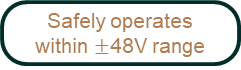 Safely operates
within ±48V range